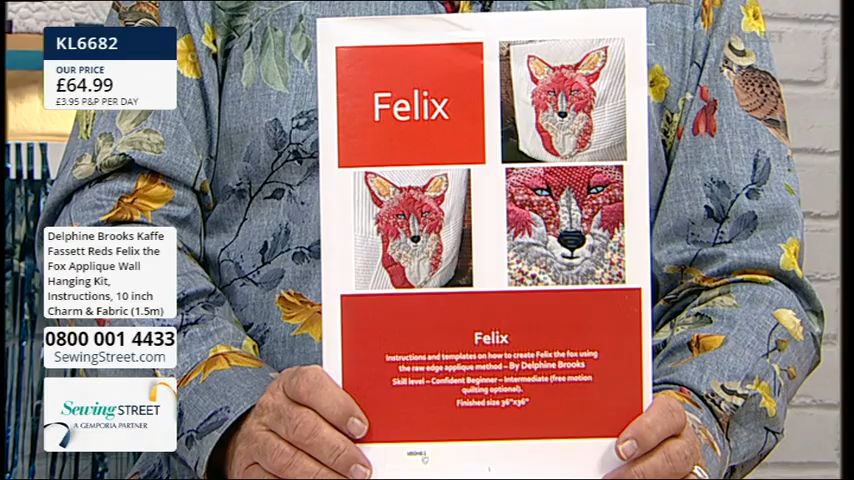 KL6682
OUR PRICE
£64.99
£3.95 P&P PER DAY
Delphine Brooks Kaffe
Fassett Reds Felix the
Fox Applique Wall
Hanging Kit,
Instructions, 10 inch
Charm & Fabric (1.5m)
0800 001 4433
SewingStreet.com
Sewing STREET
A GEMPORIA PARTNER
Felix
Felix
Instructions and templates on how to create Felix the fox using
the raw edge applique method – By Delphine Brooks
Skill level – Confident Beginner – Intermediate (free motion
quilting optional).
Finished size 36"x36"